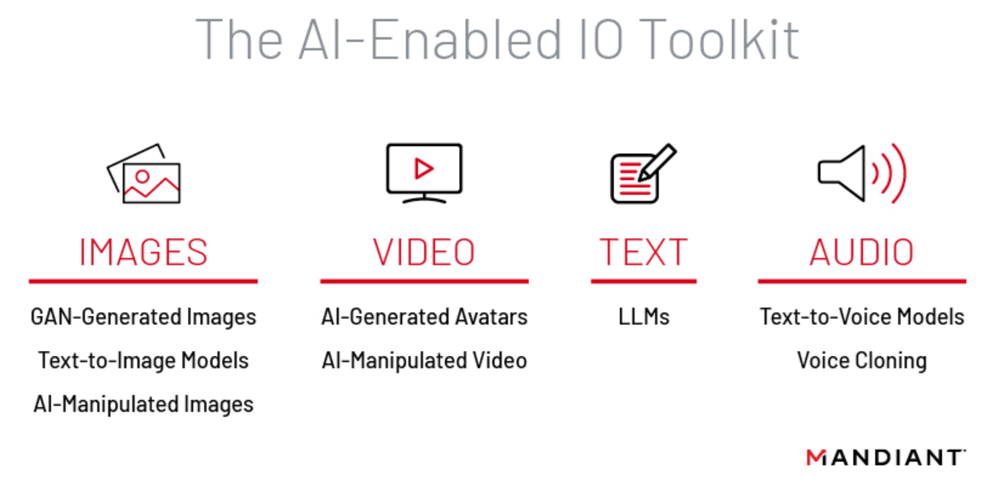 The AI-Enabled IO Toolkit
IMAGES
GAN-Generated Images
Text-to-Image Models
AI-Manipulated Images
VIDEO
AI-Generated Avatars
AI-Manipulated Video
TEXT
LLMs
AUDIO
Text-to-Voice Models
Voice Cloning
MANDIANT